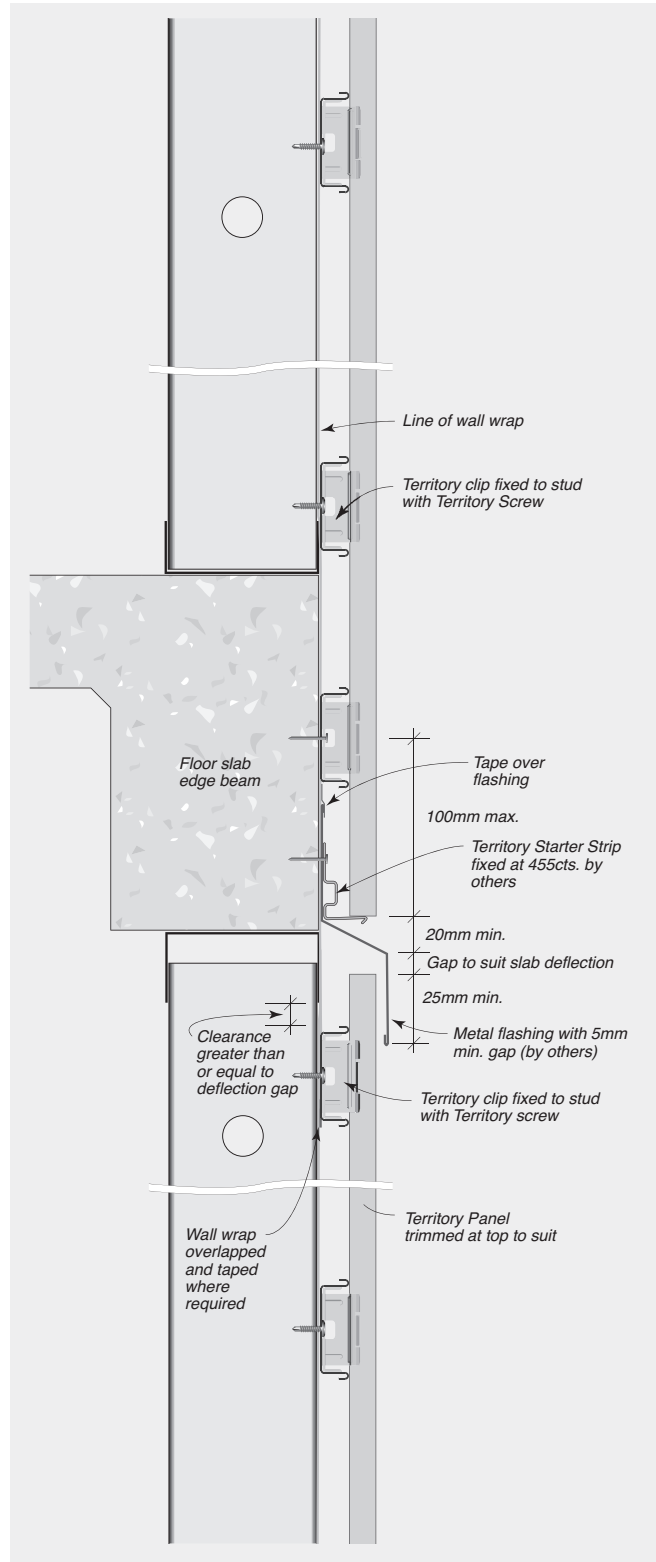 Line of wall wrap
Territory clip fixed to stud
with Territory Screw
Floor slab
edge beam
Tape over
flashing
100mm max.
Territory Starter Strip
fixed at 455cts. by
others
20mm min.
Gap to suit slab deflection
25mm min.
Clearance
greater than
or equal to
deflection gap
Metal flashing with 5mm
min. gap (by others)
Territory clip fixed to stud
with Territory screw
Territory Panel
trimmed at top to suit
Wall wrap
overlapped
and taped
where
required